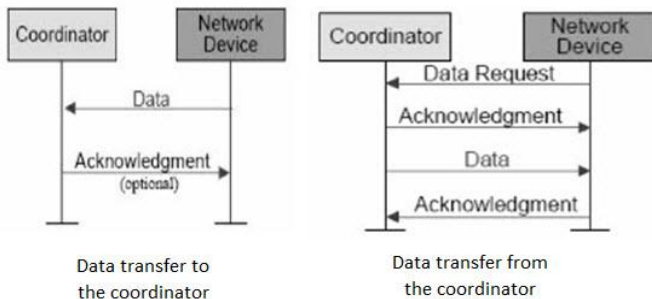 Coordinator
Network
Device
Data
Acknowledgment
(optional)
Data transfer to
the coordinator
Coordinator
Network
Device
Data Request
Acknowledgment
Data
Acknowledgment
Data transfer from
the coordinator